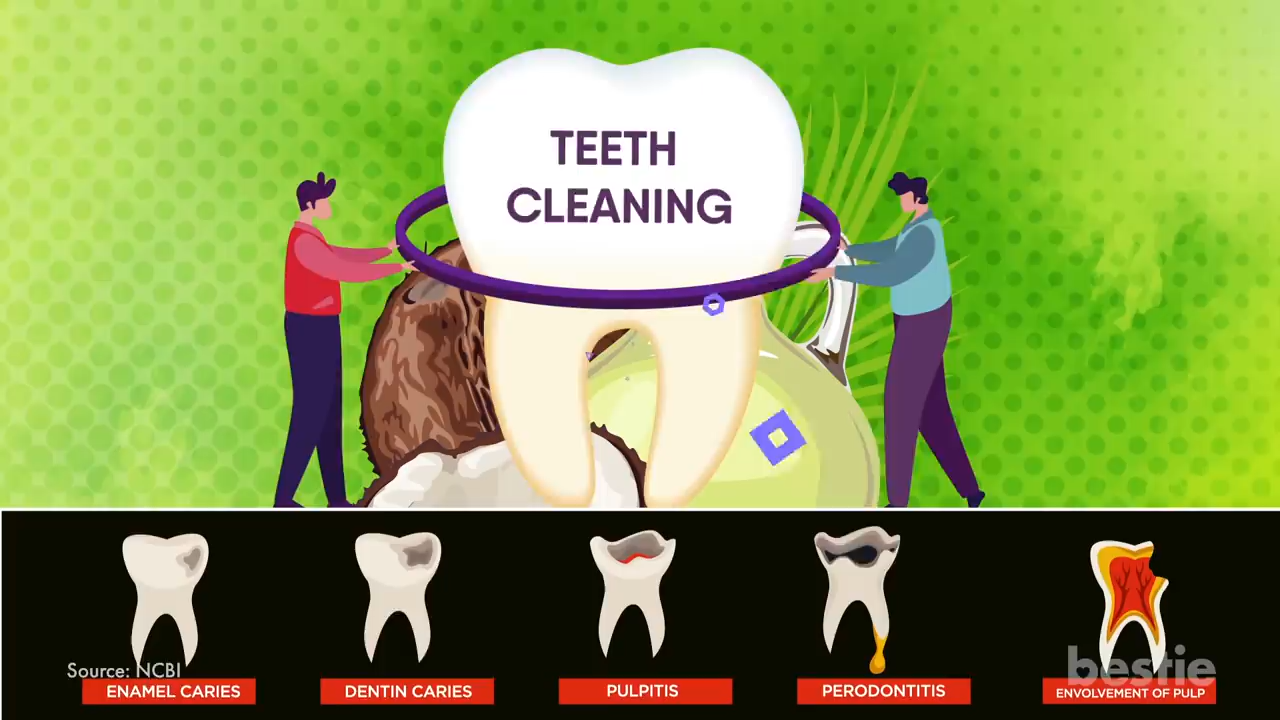 TEETH
CLEANING
Source: NCBI
bestie
ENAMEL CARIES
DENTIN CARIES
PULPITIS
PERODONTITIS
ENVOLVEMENT OF PULP